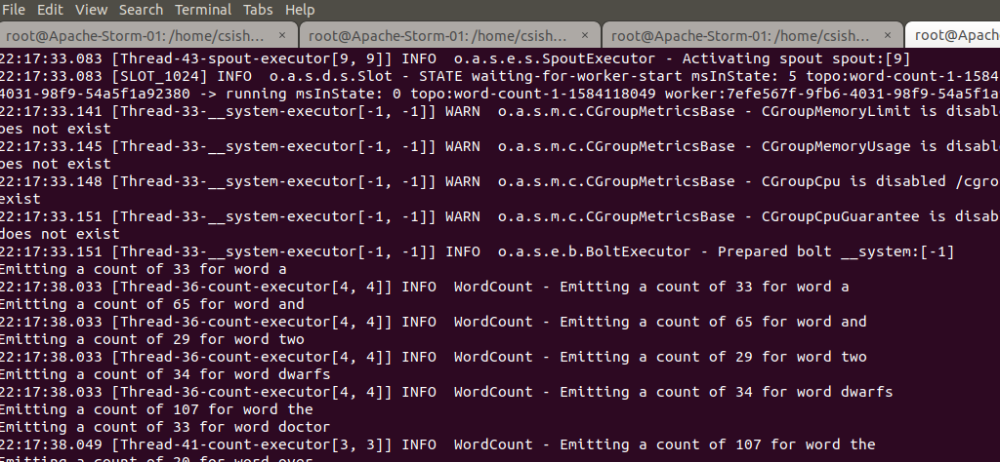 File Edit View Search Terminal Tabs Help
root@Apache-Storm-01: /home/csish... × root@Apache-Storm-01: /home/csish... × root@Apache-Storm-01: /home/csish... × root@Apach
22:17:33.083 [Thread-43-spout-executor[9, 9]] INFO  o.a.s.e.s.SpoutExecutor - Activating spout spout:[9]
22:17:33.083 [SLOT_1024] INFO  o.a.s.d.s.Slot - STATE waiting-for-worker-start msInState: 5 topo:word-count-1-1584
4031-98f9-54a5f1a92380 -> running msInState: 0 topo:word-count-1-1584118049 worker:7efe567f-9fb6-4031-98f9-54a5f1a9
22:17:33.141 [Thread-33-__system-executor[-1, -1]] WARN  o.a.s.m.c.CGroupMetricsBase - CGroupMemoryLimit is disabl
oes not exist
22:17:33.145 [Thread-33-__system-executor[-1, -1]] WARN  o.a.s.m.c.CGroupMetricsBase - CGroupMemoryUsage is disabl
oes not exist
22:17:33.148 [Thread-33-__system-executor[-1, -1]] WARN  o.a.s.m.c.CGroupMetricsBase - CGroupCpu is disabled /cgro
exist
22:17:33.151 [Thread-33-__system-executor[-1, -1]] WARN  o.a.s.m.c.CGroupMetricsBase - CGroupCpuGuarantee is disab
does not exist
22:17:33.151 [Thread-33-__system-executor[-1, -1]] INFO  o.a.s.e.b.BoltExecutor - Prepared bolt __system:[-1]
Emitting a count of 33 for word a
22:17:38.033 [Thread-36-count-executor[4, 4]] INFO  WordCount - Emitting a count of 33 for word a
Emitting a count of 65 for word and
22:17:38.033 [Thread-36-count-executor[4, 4]] INFO  WordCount - Emitting a count of 65 for word and
Emitting a count of 29 for word two
22:17:38.033 [Thread-36-count-executor[4, 4]] INFO  WordCount - Emitting a count of 29 for word two
Emitting a count of 34 for word dwarfs
22:17:38.033 [Thread-36-count-executor[4, 4]] INFO  WordCount - Emitting a count of 34 for word dwarfs
Emitting a count of 107 for word the
Emitting a count of 33 for word doctor
22:17:38.049 [Thread-41-count-executor[3, 3]] INFO  WordCount - Emitting a count of 107 for word the
Emitting a count of 20 for word over